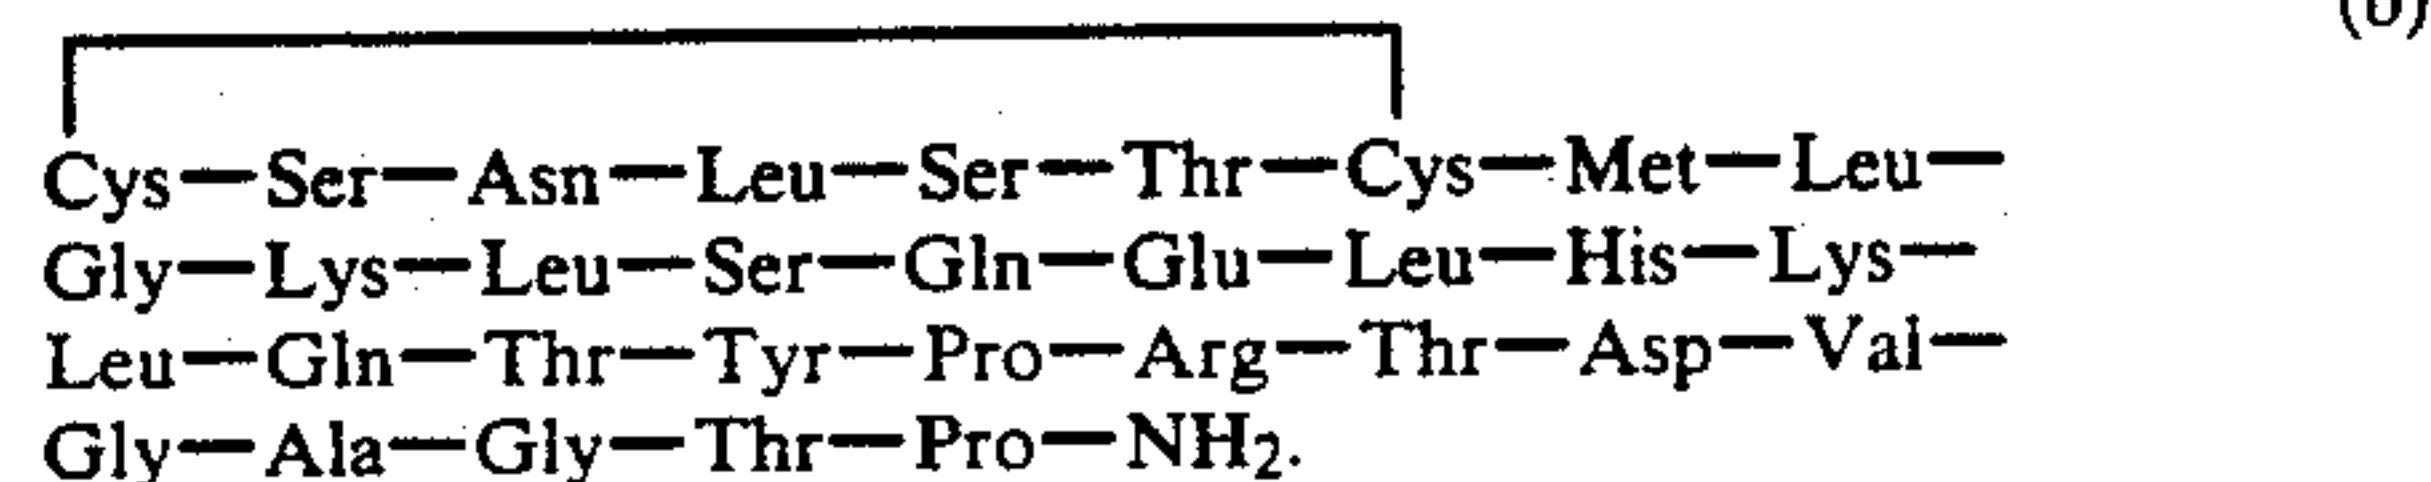 (b)
Cys—Ser—Asn—Leu—Ser—Thr—Cys—Met—Leu—
Gly—Lys—Leu—Ser—Gln—Glu—Leu—His—Lys—
Leu—Gln—Thr—Tyr—Pro—Arg—Thr—Asp—Val—
Gly—Ala—Gly—Thr—Pro—NH₂.